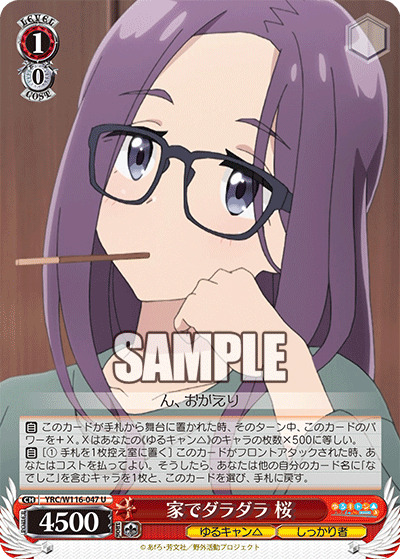 LEVEL
1
0
COST
SAMPLE
ん、おかえり
自 このカードが手札から舞台に置かれた時、そのターン中、このカードのパ
ワーを＋X。Xはあなたの《ゆるキャン△》のキャラの枚数×500に等しい。
自 [① 手札を1枚控え室に置く] このカードがフロントアタックされた時、あ
なたはコストを払ってよい。そうしたら、あなたは他の自分のカード名に「な
でしこ」を含むキャラを1枚と、このカードを選び、手札に戻す。
CH YRC/W116-047 U
4500
家でダラダラ 桜
ゆるキャン△
ゆるキャン△ しっかり者
©あfろ・芳文社／野外活動プロジェクト